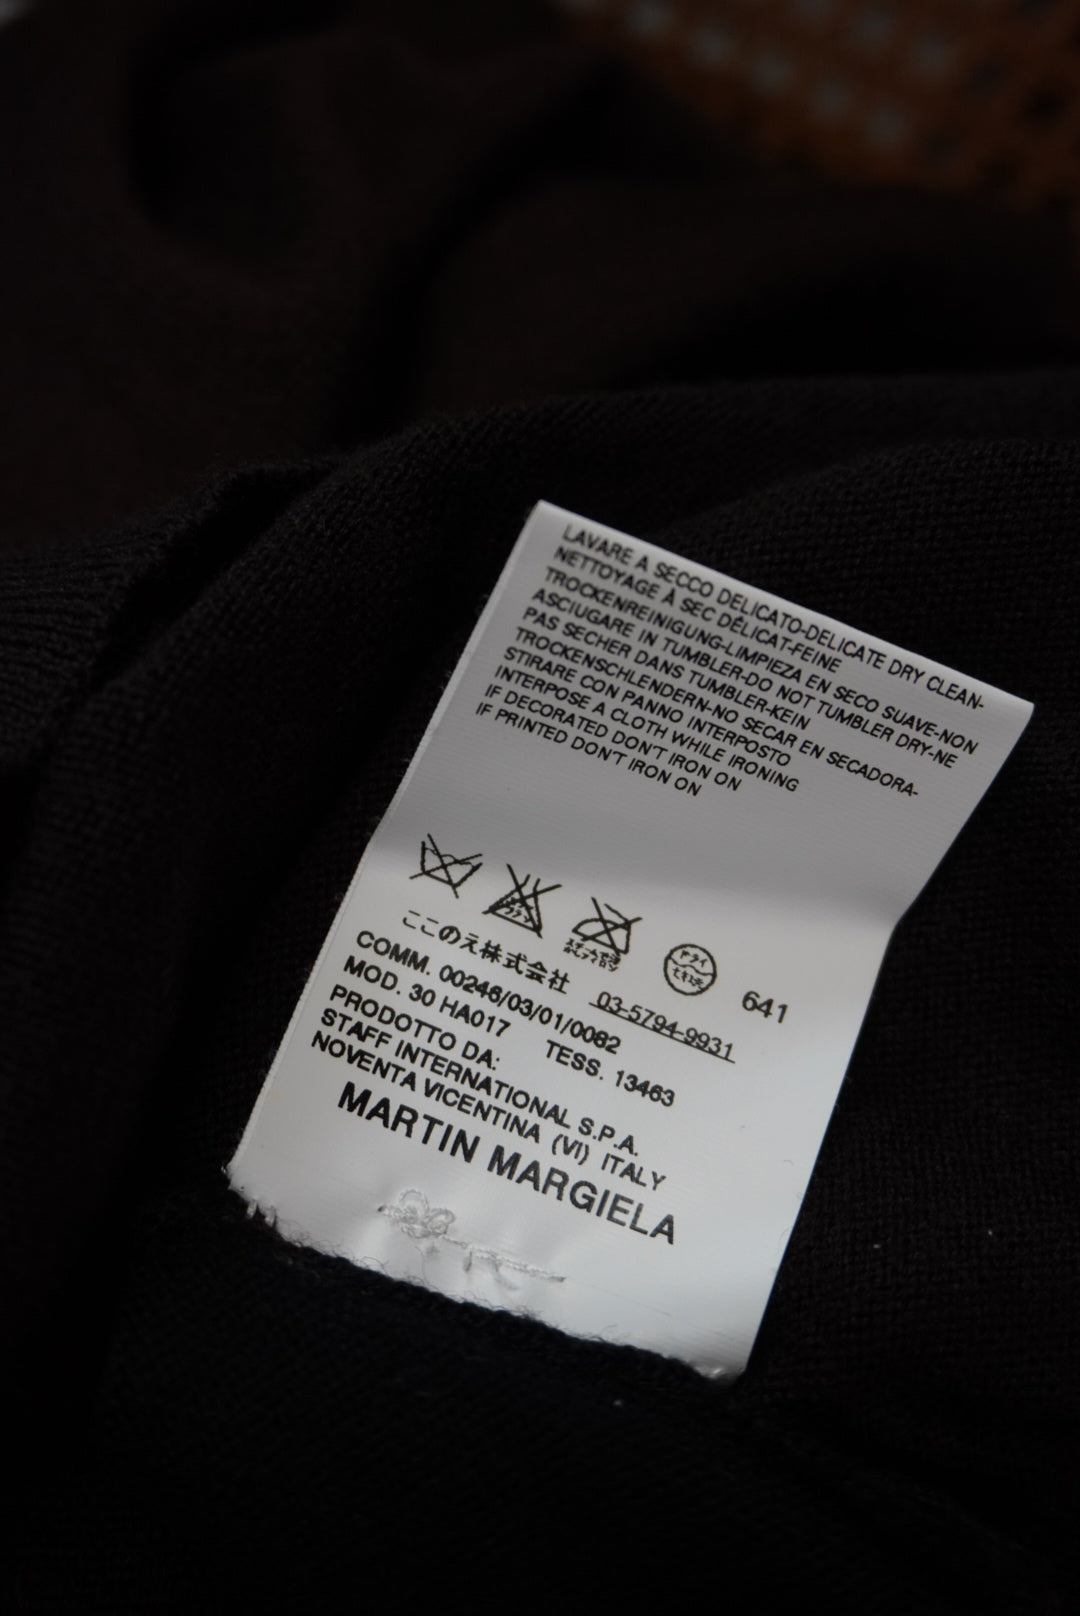 LAVARE A SECCO DELICATO-DELICATE DRY CLEAN-
NETTOYAGE À SEC DÉLICAT-FEINE
TROCKENREINIGUNG-LIMPIEZA EN SECO SUAVE-NON
ASCIUGARE IN TUMBLER-DO NOT TUMBLER DRY-NE
PAS SECHER DANS TUMBLER-KEIN
TROCKENSCHLENDERN-NO SECAR EN SECADORA-
STIRARE CON PANNO INTERPOSTO
INTERPOSE A CLOTH WHILE IRONING
IF DECORATED DON'T IRON ON
IF PRINTED DON'T IRON ON
ドライ
641
ここのえ株式会社 03-5794-9931
COMM. 00246/03/01/0082
MOD. 30 HA017 TESS. 13463
PRODOTTO DA:
STAFF INTERNATIONAL S.P.A.
NOVENTA VICENTINA (VI) ITALY
MARTIN MARGIELA